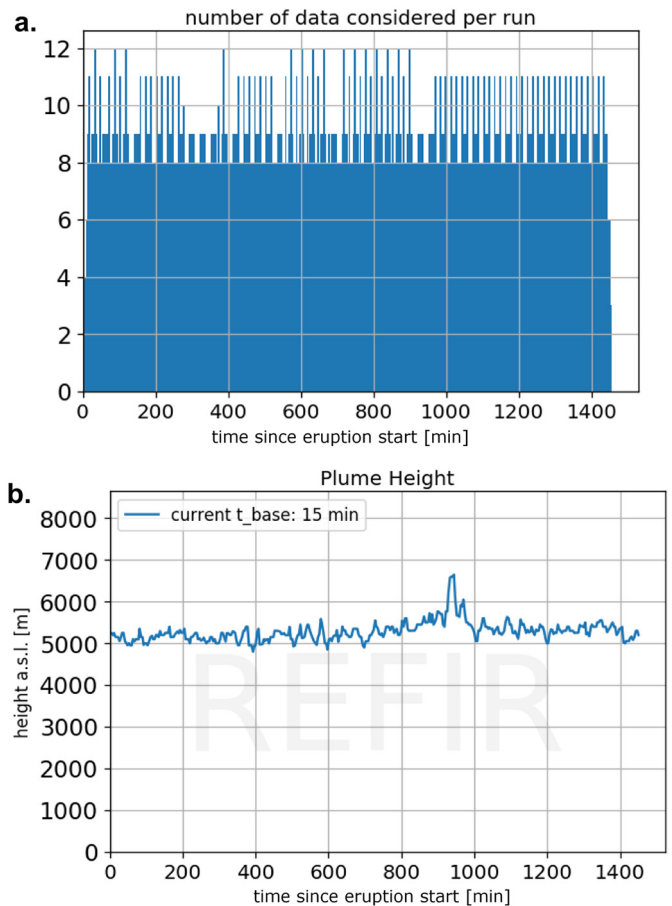 a.
number of data considered per run
12
10
8
6
4
2
0
0 200 400 600 800 1000 1200 1400
time since eruption start [min]
b.
Plume Height
current t_base: 15 min
8000
7000
6000
5000
4000
3000
2000
1000
0
height a.s.l. [m]
REFIR
0 200 400 600 800 1000 1200 1400
time since eruption start [min]